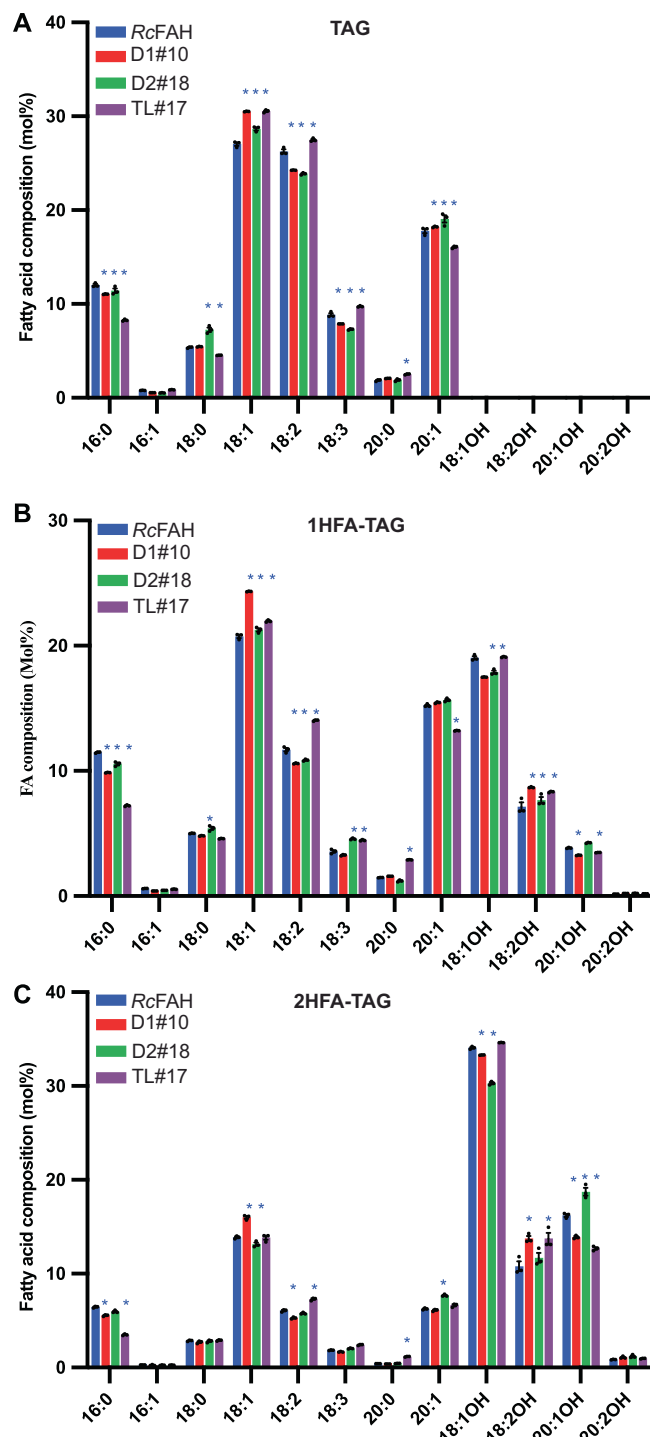 A
TAG
RcFAH
D1#10
D2#18
TL#17
Fatty acid composition (mol%)
40
30
20
10
0
* * *
* * *
* *
* * *
* * *
* * *
*
* * *
16:0 16:1 18:0 18:1 18:2 18:3 20:0 20:1 18:1OH 18:2OH 20:1OH 20:2OH
B
1HFA-TAG
RcFAH
D1#10
D2#18
TL#17
FA composition (Mol%)
30
20
10
0
* * *
*
* * *
* * *
* *
*
*
* *
* * *
* *
16:0 16:1 18:0 18:1 18:2 18:3 20:0 20:1 18:1OH 18:2OH 20:1OH 20:2OH
C
2HFA-TAG
RcFAH
D1#10
D2#18
TL#17
Fatty acid composition (mol%)
40
30
20
10
0
* *
* *
* *
*
*
* *
* *
* * *
16:0 16:1 18:0 18:1 18:2 18:3 20:0 20:1 18:1OH 18:2OH 20:1OH 20:2OH